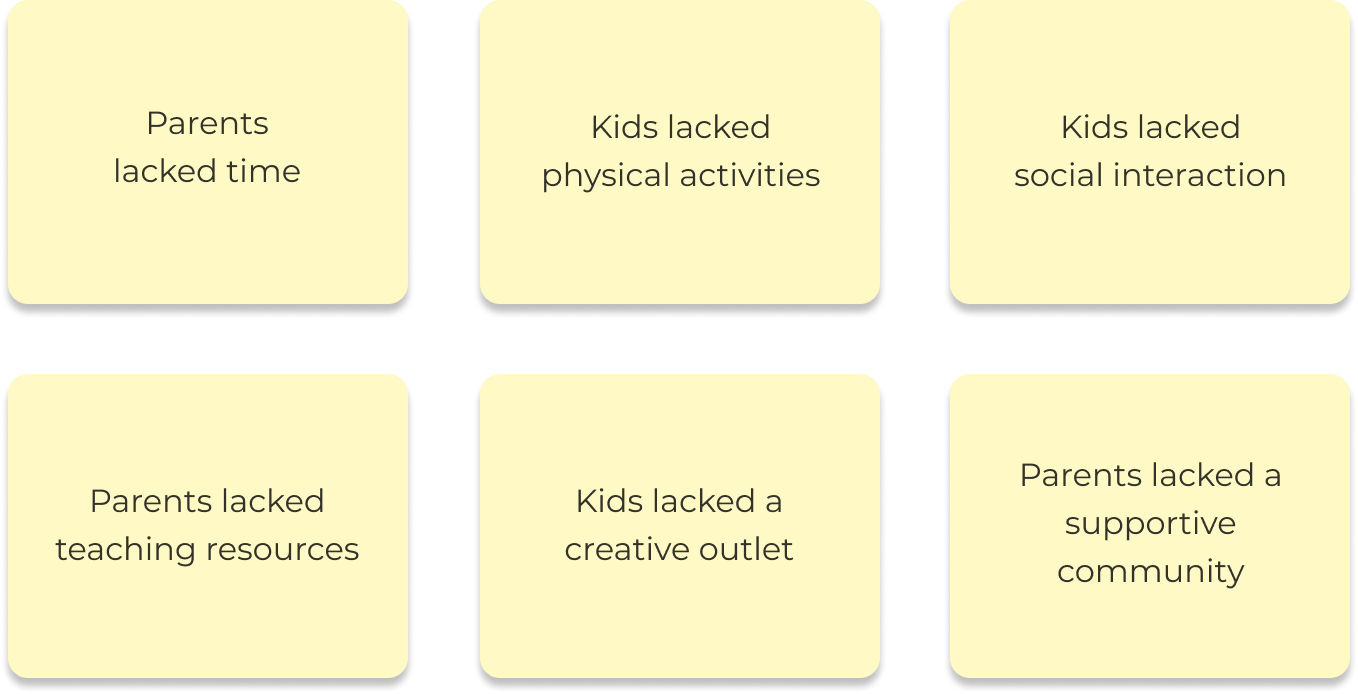 Parents
lacked time
Kids lacked
physical activities
Kids lacked
social interaction
Parents lacked
teaching resources
Kids lacked a
creative outlet
Parents lacked a
supportive
community